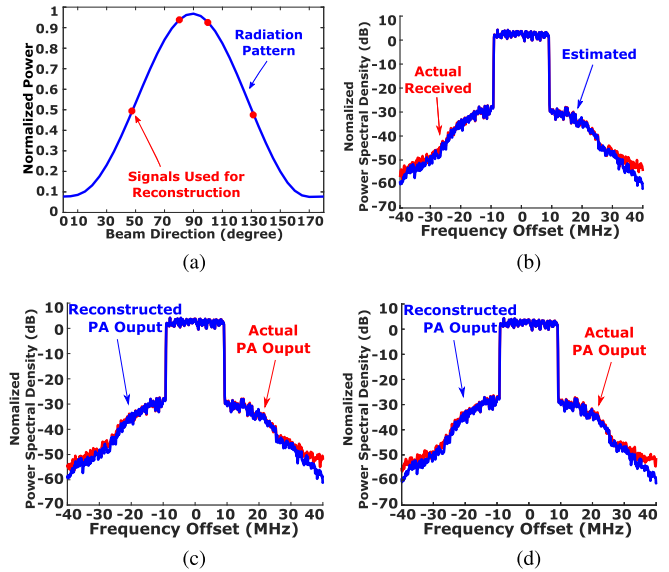 1
0.9
0.8
0.7
0.6
0.5
0.4
0.3
0.2
0.1
0
Normalized Power
Radiation
Pattern
Signals Used for
Reconstruction
0 10 50 90 130 150 170
Beam Direction (degree)
(a)
10
0
-10
-20
-30
-40
-50
-60
-70
Nomalized
Power Spectral Density (dB)
Actual
Received
Estimated
-40 -30 -20 -10 0 10 20 30 40
Frequency Offset (MHz)
(b)
10
0
-10
-20
-30
-40
-50
-60
-70
Nomalized
Power Spectral Density (dB)
Reconstructed
PA Ouput
Actual
PA Ouput
-40 -30 -20 -10 0 10 20 30 40
Frequency Offset (MHz)
(c)
10
0
-10
-20
-30
-40
-50
-60
-70
Nomalized
Power Spectral Density (dB)
Reconstructed
PA Ouput
Actual
PA Ouput
-40 -30 -20 -10 0 10 20 30 40
Frequency Offset (MHz)
(d)